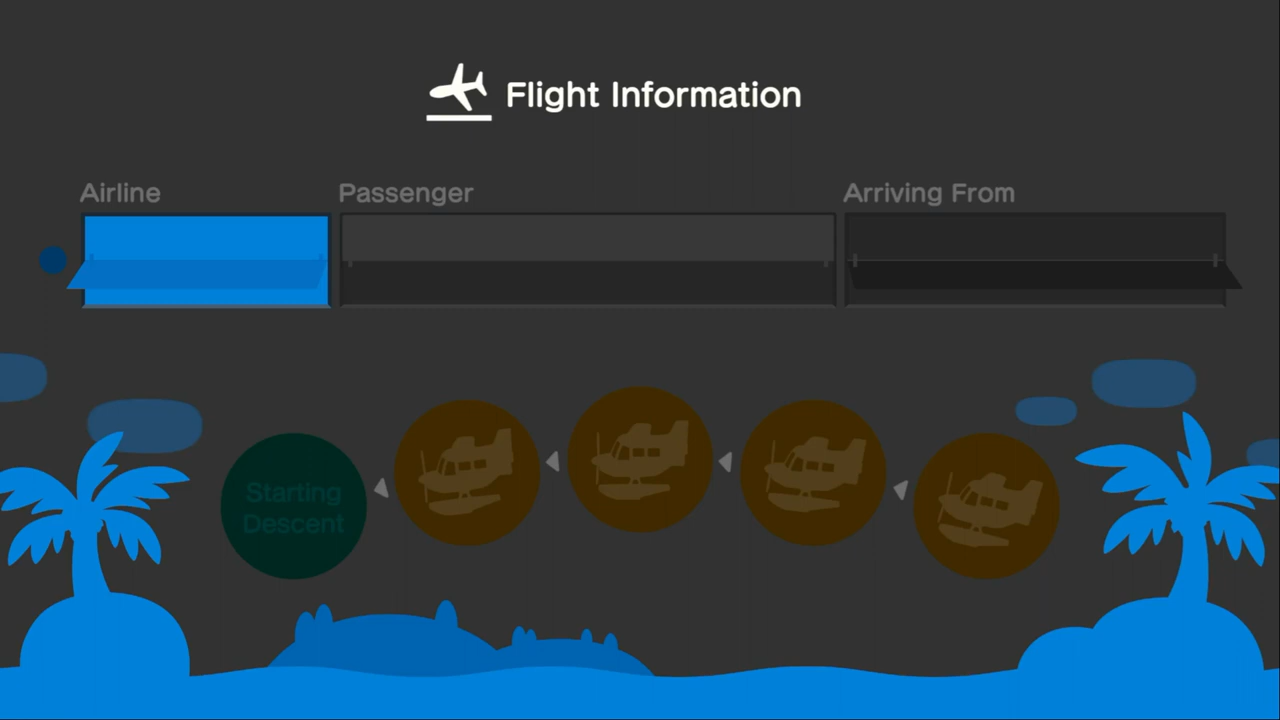 Flight Information
Airline
Passenger
Arriving From
Starting
Descent